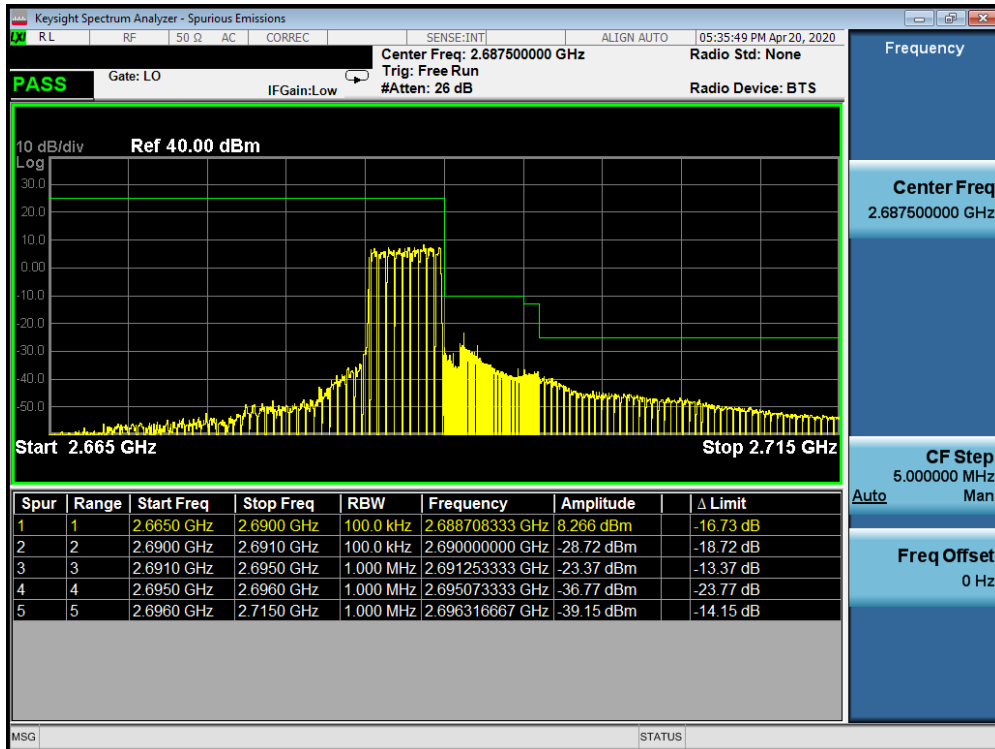 Keysight Spectrum Analyzer - Spurious Emissions
LXI RL RF 50 Ω AC CORREC SENSE:INT ALIGN AUTO 05:35:49 PM Apr 20, 2020
Center Freq: 2.687500000 GHz Radio Std: None
Gate: LO Trig: Free Run
PASS IFGain:Low #Atten: 26 dB Radio Device: BTS
Frequency
10 dB/div Ref 40.00 dBm
Log
30.0
20.0
10.0
0.00
-10.0
-20.0
-30.0
-40.0
-50.0
Start 2.665 GHz Stop 2.715 GHz
Center Freq
2.687500000 GHz
CF Step
5.000000 MHz
Auto Man
Freq Offset
0 Hz
Spur Range Start Freq Stop Freq RBW Frequency Amplitude Δ Limit
1 1 2.6650 GHz 2.6900 GHz 100.0 kHz 2.688708333 GHz 8.266 dBm -16.73 dB
2 2 2.6900 GHz 2.6910 GHz 100.0 kHz 2.690000000 GHz -28.72 dBm -18.72 dB
3 3 2.6910 GHz 2.6950 GHz 1.000 MHz 2.691253333 GHz -23.37 dBm -13.37 dB
4 4 2.6950 GHz 2.6960 GHz 1.000 MHz 2.695073333 GHz -36.77 dBm -23.77 dB
5 5 2.6960 GHz 2.7150 GHz 1.000 MHz 2.696316667 GHz -39.15 dBm -14.15 dB
MSG STATUS